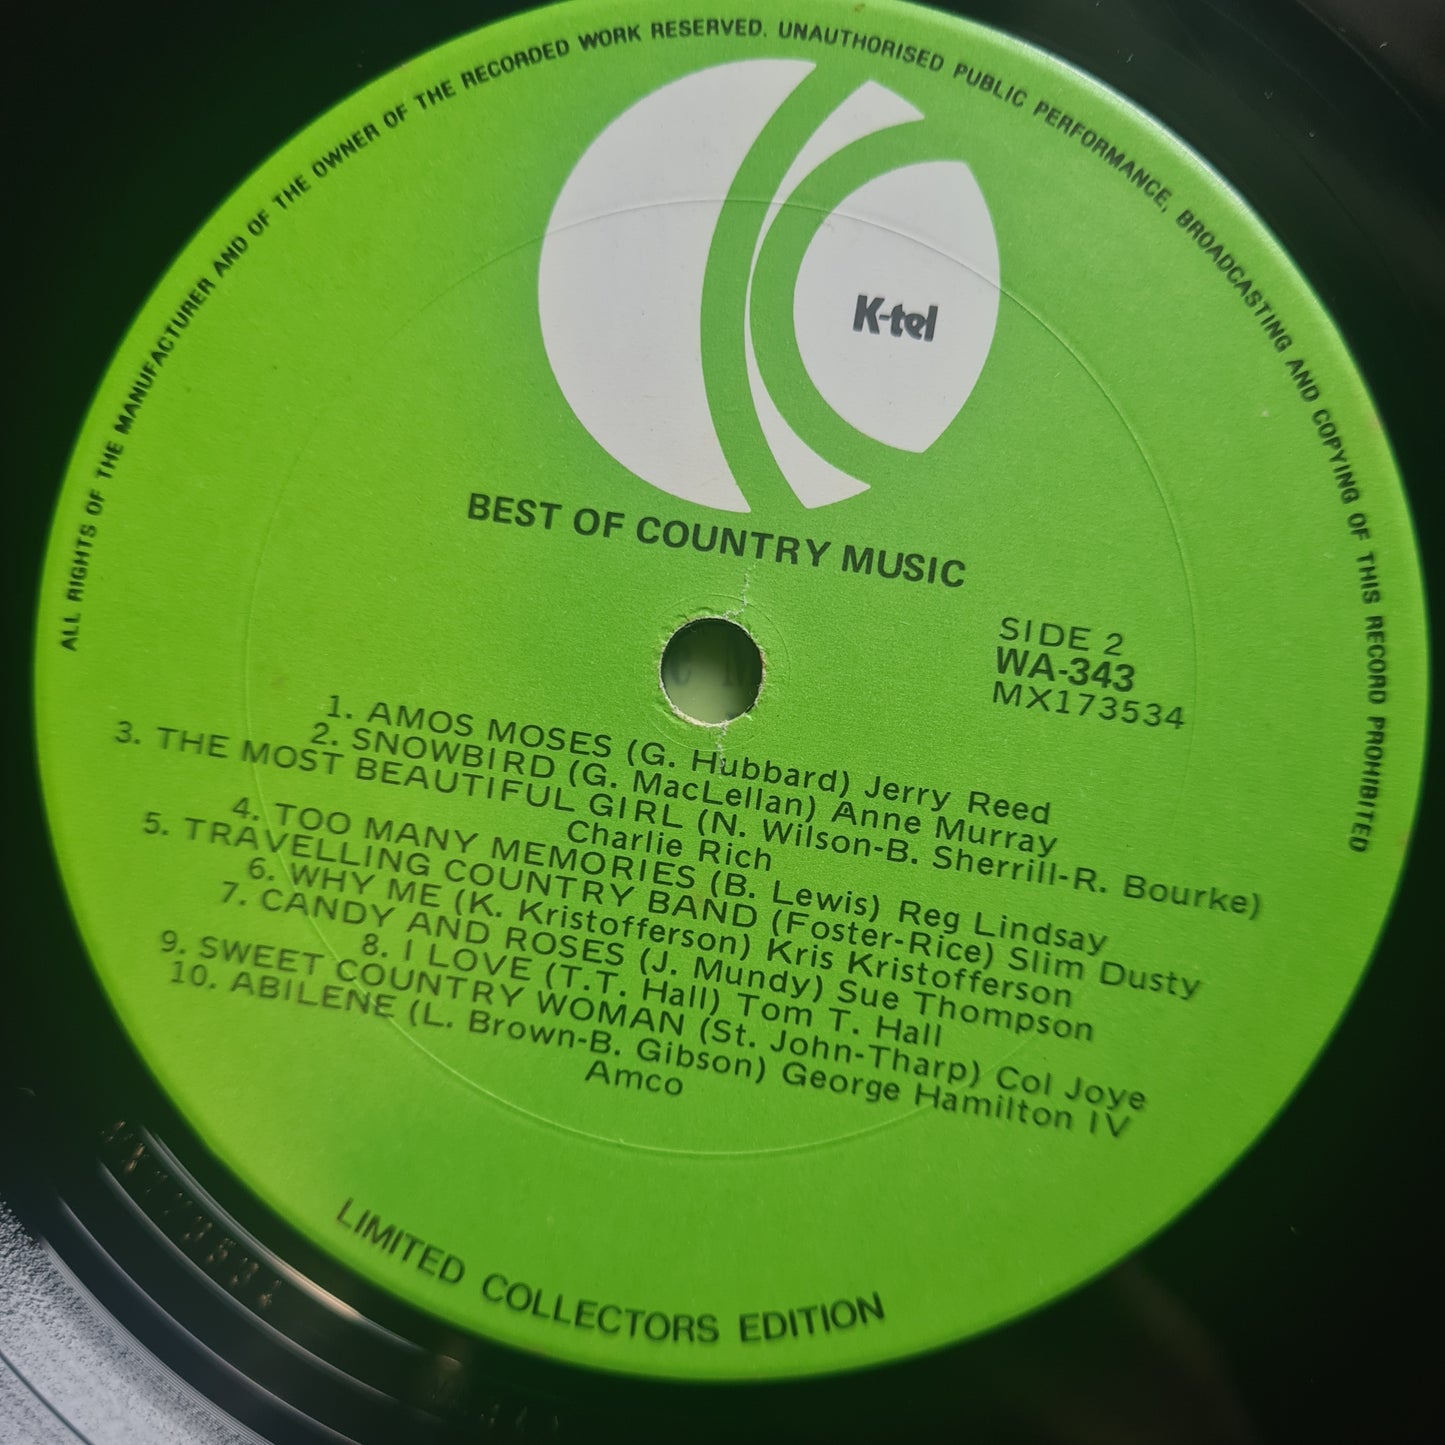 ALL RIGHTS OF THE MANUFACTURER AND OF THE OWNER OF THE RECORDED WORK RESERVED. UNAUTHORISED PUBLIC PERFORMANCE, BROADCASTING AND COPYING OF THIS RECORD PROHIBITED
K-tel
BEST OF COUNTRY MUSIC
SIDE 2
WA-343
MX173534
1. AMOS MOSES (G. Hubbard) Jerry Reed
2. SNOWBIRD (G. MacLellan) Anne Murray
3. THE MOST BEAUTIFUL GIRL (N. Wilson-B. Sherrill-R. Bourke)
Charlie Rich
4. TOO MANY MEMORIES (B. Lewis) Reg Lindsay
5. TRAVELLING COUNTRY BAND (Foster-Rice) Slim Dusty
6. WHY ME (K. Kristofferson) Kris Kristofferson
7. CANDY AND ROSES (J. Mundy) Sue Thompson
8. I LOVE (T.T. Hall) Tom T. Hall
9. SWEET COUNTRY WOMAN (St. John-Tharp) Col Joye
10. ABILENE (L. Brown-B. Gibson) George Hamilton IV
Amco
LIMITED COLLECTORS EDITION
MX173534